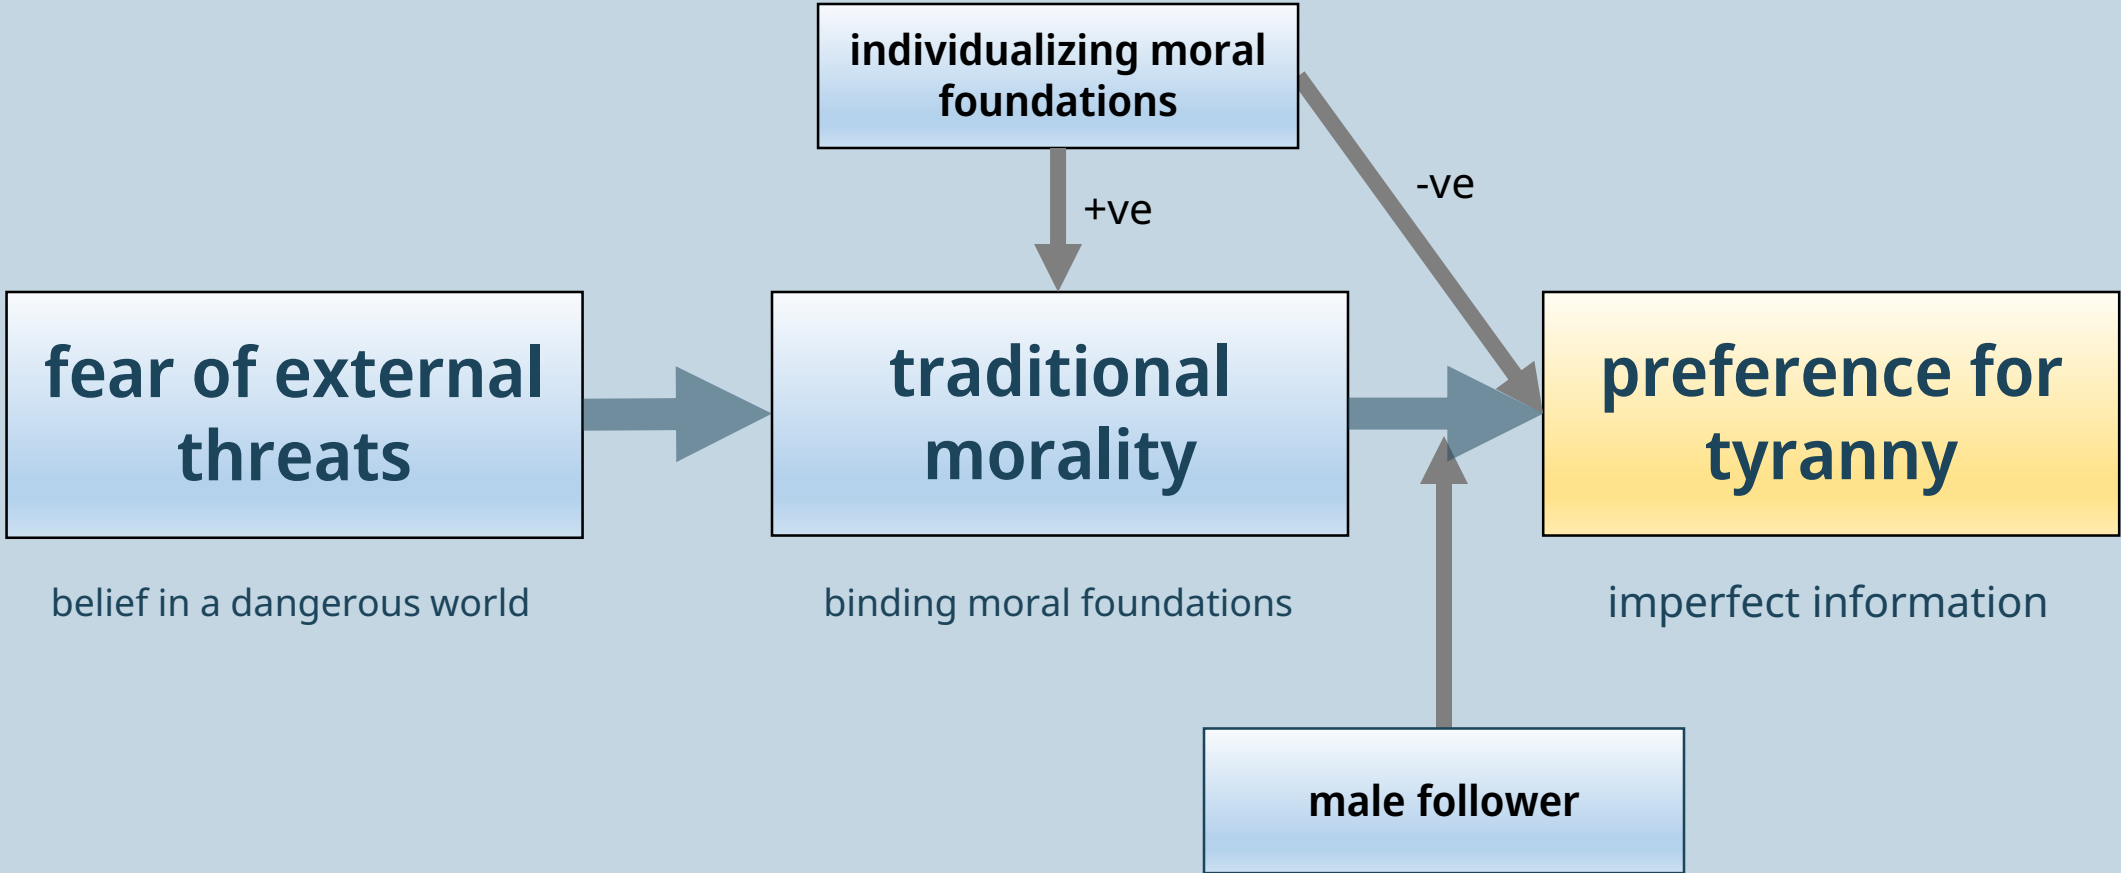 individualizing moral
foundations
+ve
-ve
fear of external
threats
traditional
morality
preference for
tyranny
belief in a dangerous world
binding moral foundations
imperfect information
male follower